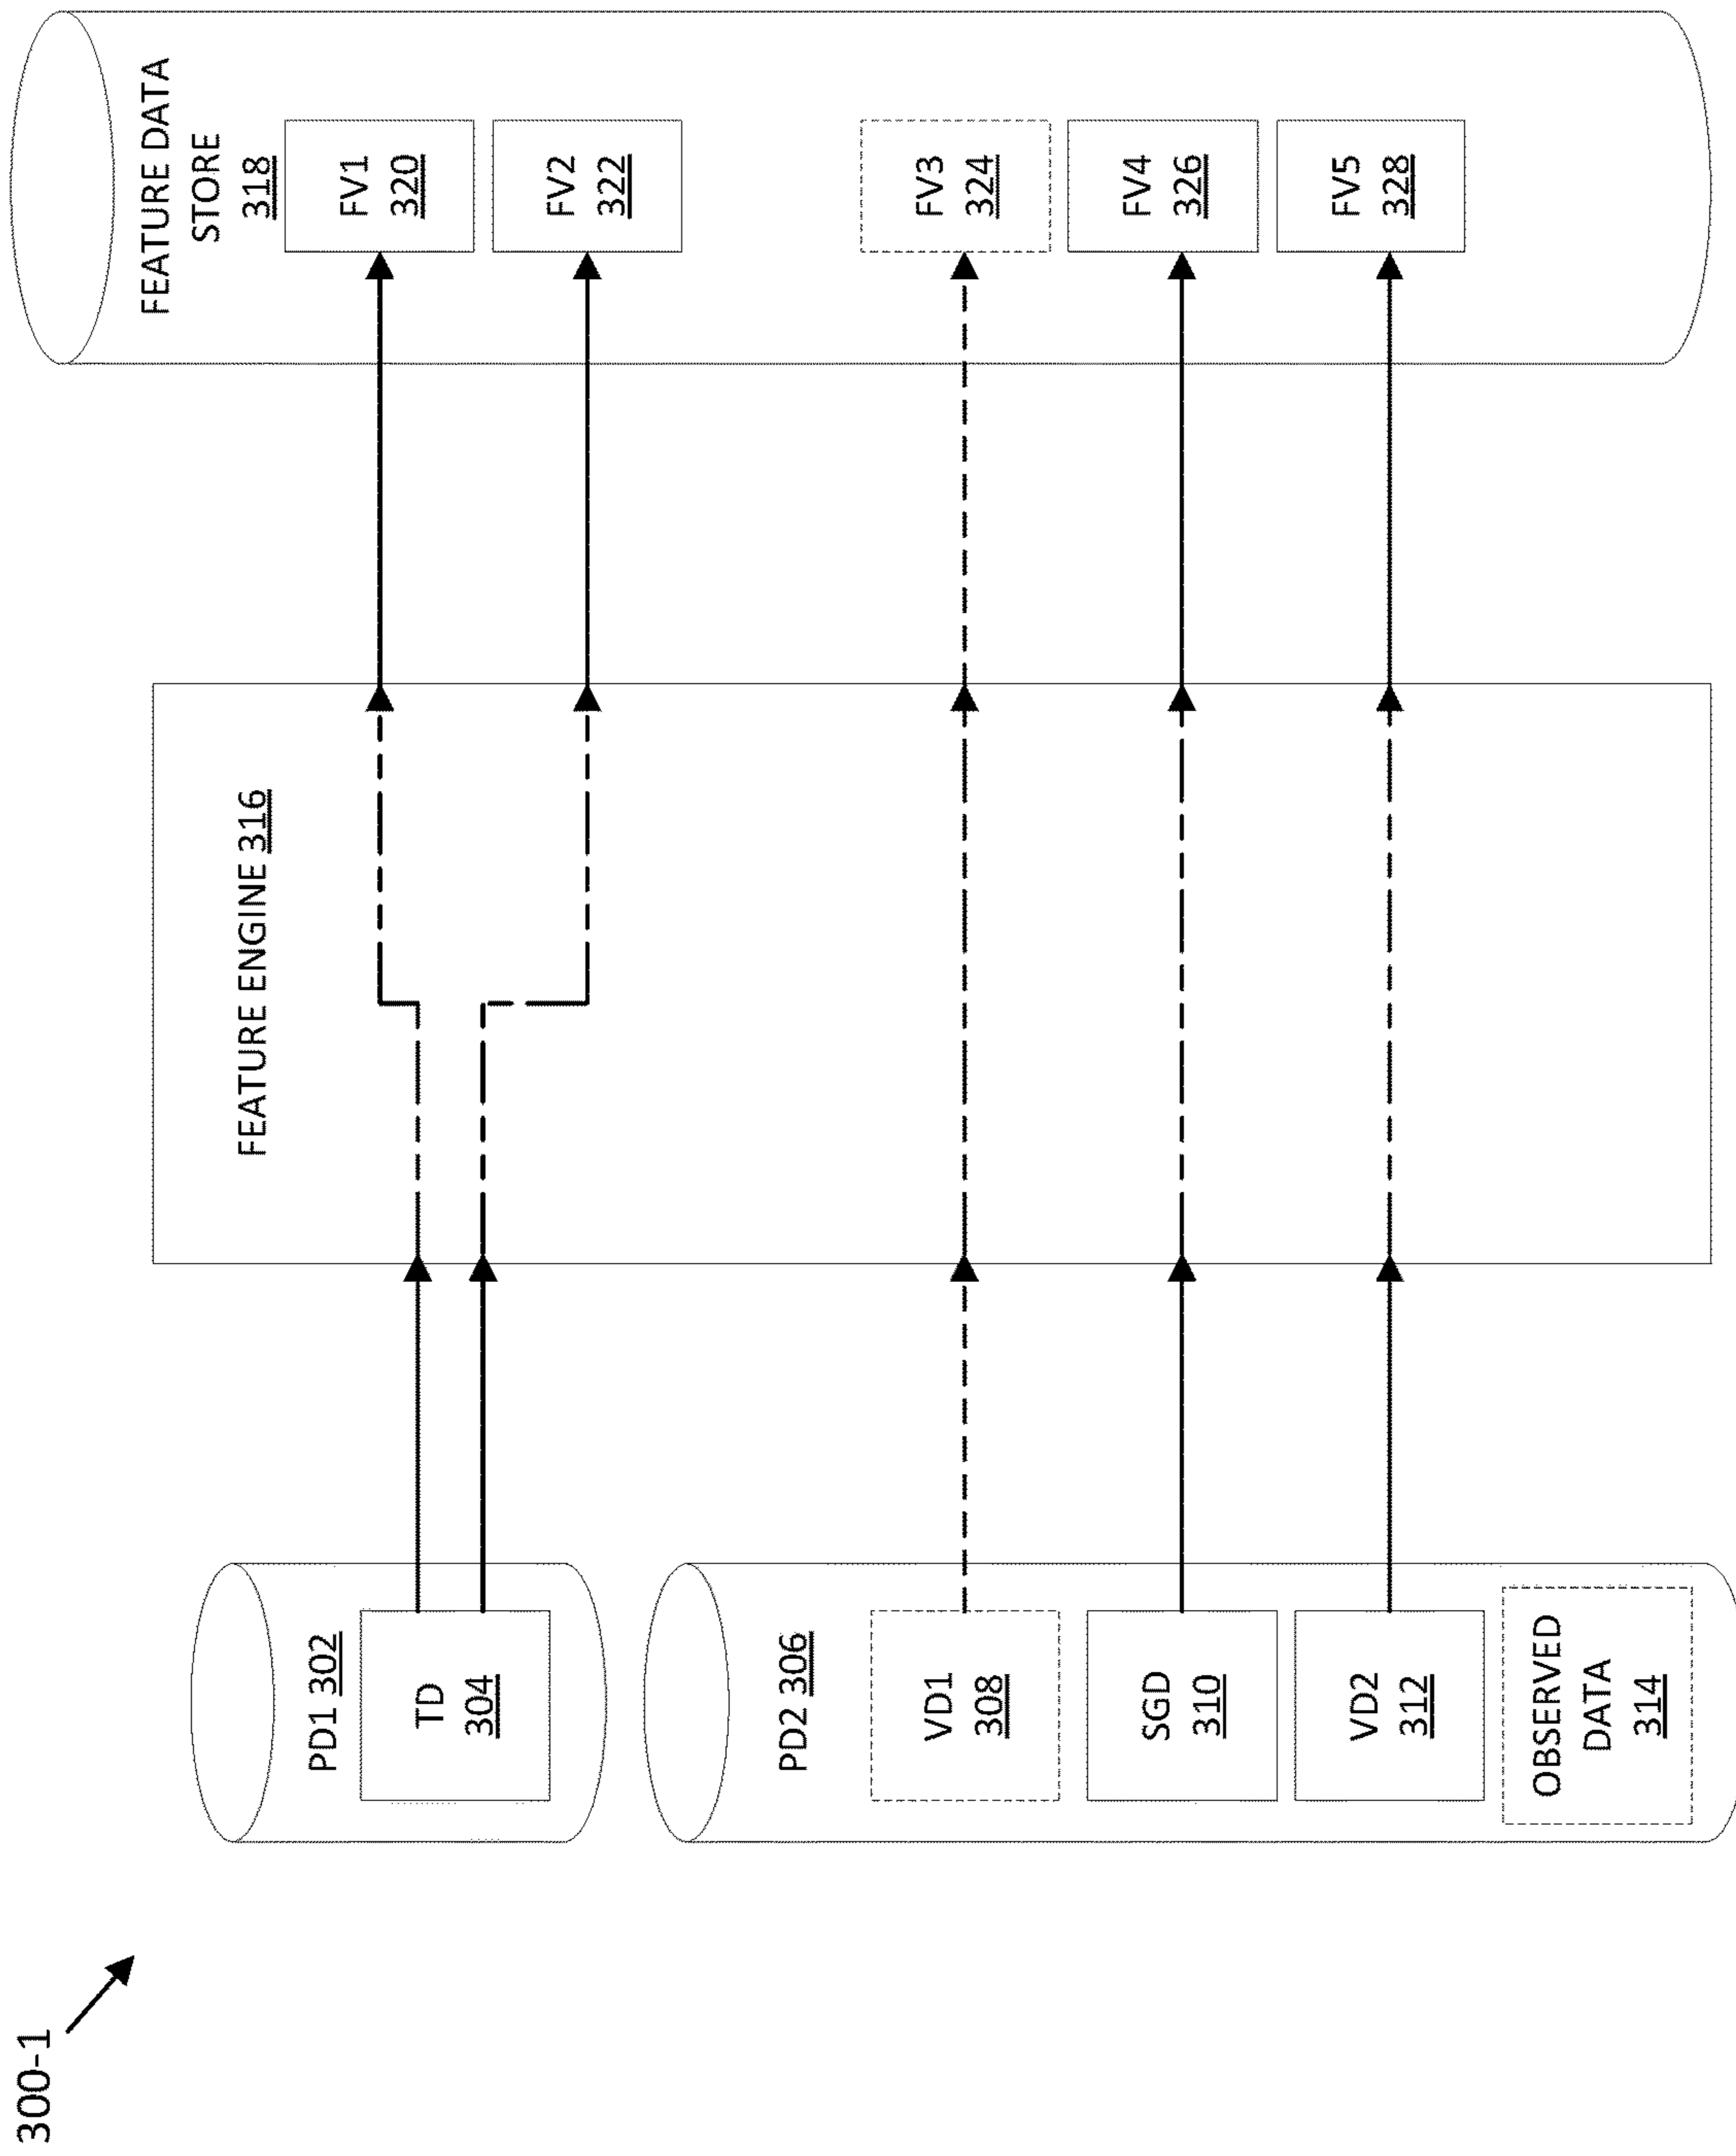 300-1
PD1 302
TD
304
PD2 306
VD1
308
SGD
310
VD2
312
OBSERVED
DATA
314
FEATURE ENGINE 316
FEATURE DATA
STORE
318
FV1
320
FV2
322
FV3
324
FV4
326
FV5
328